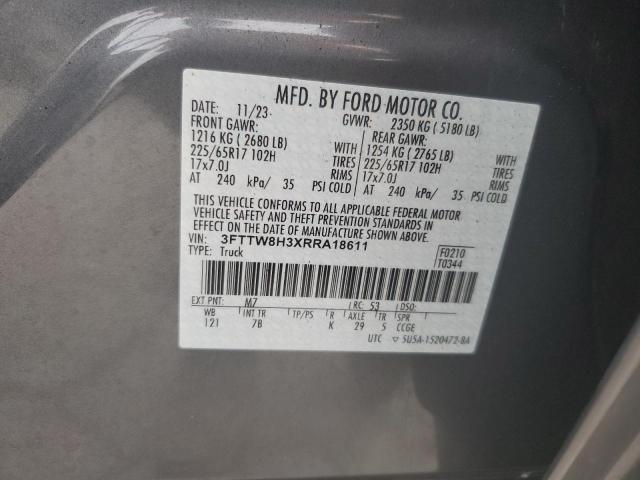 MFD. BY FORD MOTOR CO.
DATE: 11/23 GVWR: 2350 KG ( 5180 LB)
FRONT GAWR: REAR GAWR:
1216 KG ( 2680 LB) 1254 KG ( 2765 LB)
225/65R17 102H TIRES 225/65R17 102H TIRES
17x7.0J RIMS 17x7.0J RIMS
AT 240 kPa/ 35 PSI COLD AT 240 kPa/ 35 PSI COLD
THIS VEHICLE CONFORMS TO ALL APPLICABLE FEDERAL MOTOR
VEHICLE SAFETY AND THEFT PREVENTION STANDARDS IN
EFFECT ON THE DATE OF MANUFACTURE SHOWN ABOVE.
VIN: 3FTTW8H3XRRA18611 F0210
TYPE: Truck T0344
EXT PNT: M7 RC: 53 DSO:
WB INT TR TP/PS R AXLE TR SPR
121 7B K 29 5 CCGE
UTC ▽ 5U5A-1520472-BA